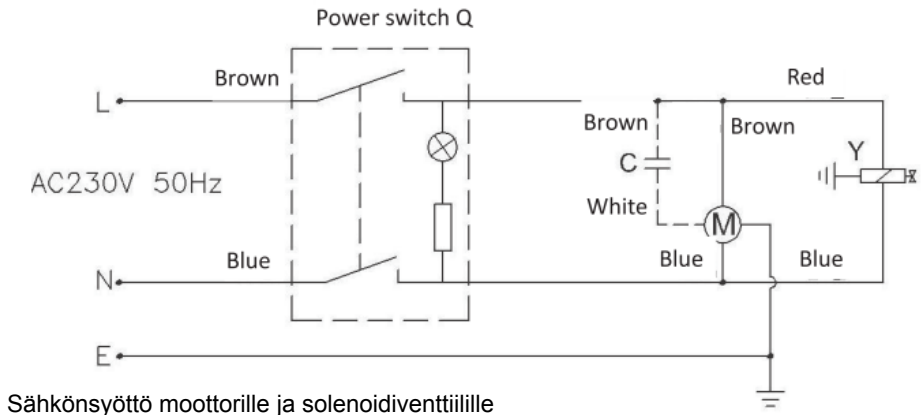 Power switch Q
Brown
Red
L
Brown
Brown
C
Y
AC230V 50Hz
White
M
Blue
Blue
Blue
N
E
Sähkönsyöttö moottorille ja solenoidiventtiilille